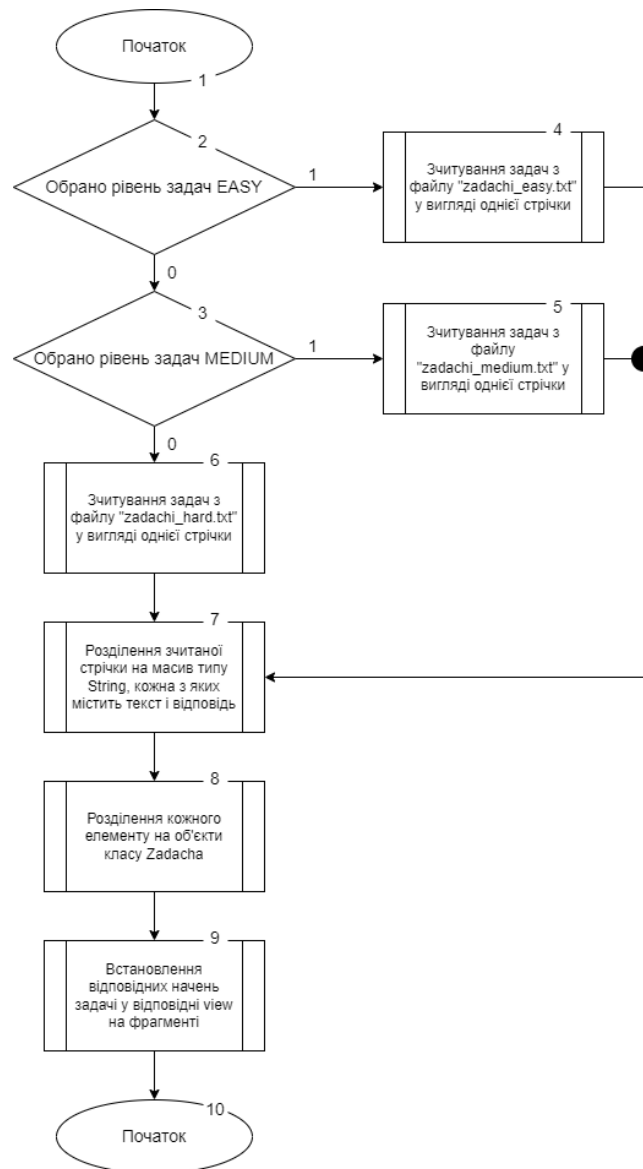 Початок
1
2
Обрано рівень задач EASY
1
0
4
Зчитування задач з
файлу "zadachi_easy.txt"
у вигляді однієї стрічки
3
Обрано рівень задач MEDIUM
1
0
5
Зчитування задач з
файлу
"zadachi_medium.txt" у
вигляді однієї стрічки
6
Зчитування задач з
файлу "zadachi_hard.txt"
у вигляді однієї стрічки
7
Розділення зчитаної
стрічки на масив типу
String, кожна з яких
містить текст і відповідь
8
Розділення кожного
елементу на об'єкти
класу Zadacha
9
Встановлення
відповідних начень
задачі у відповідні view
на фрагменті
10
Початок